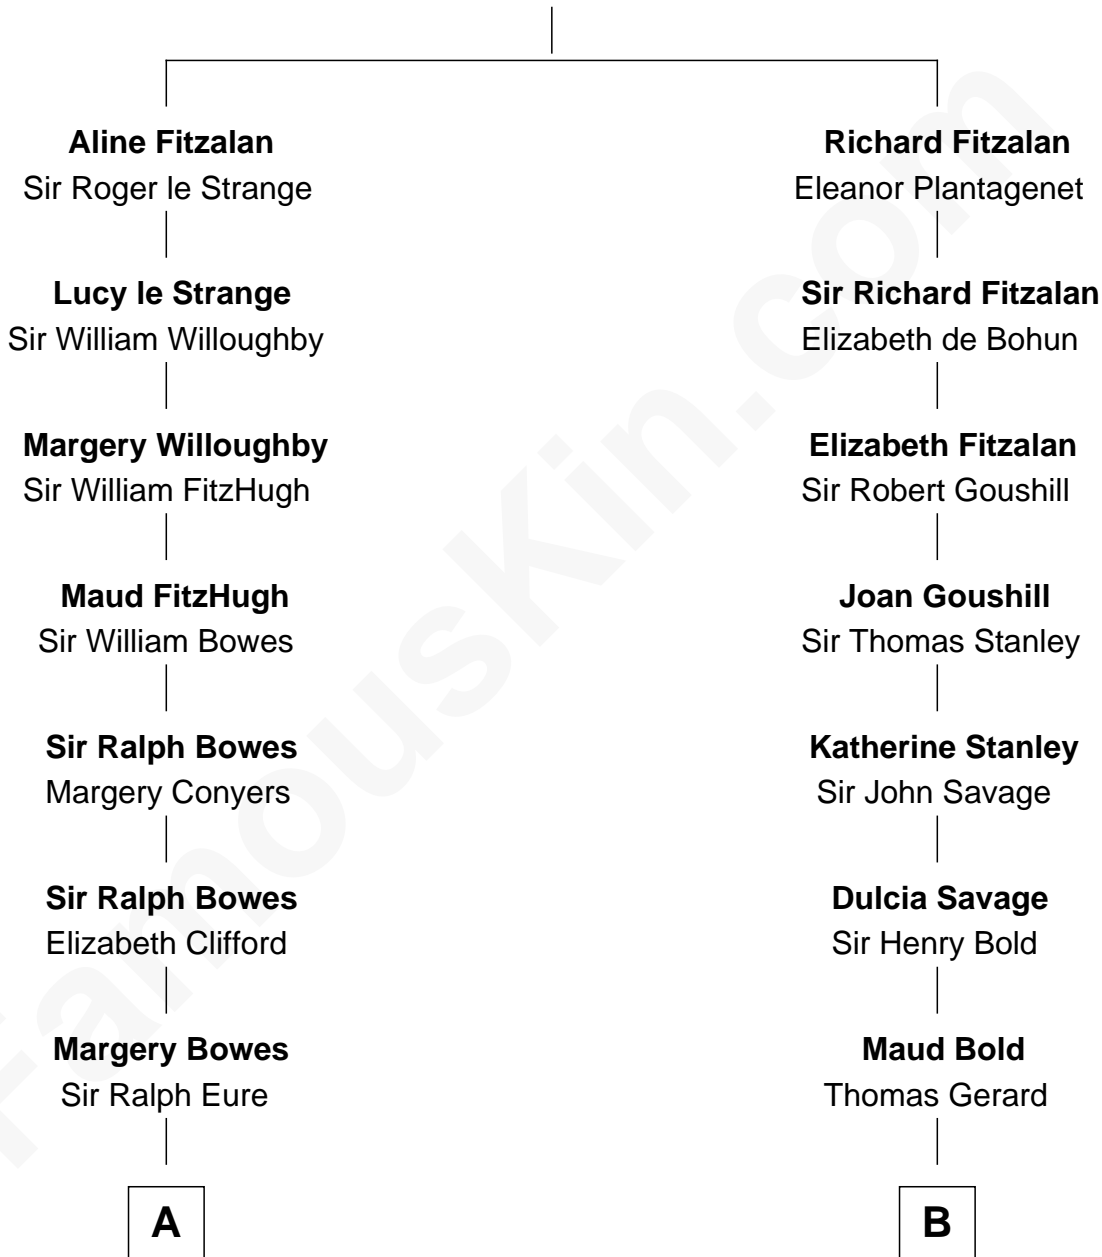 Aline Fitzalan
Sir Roger le Strange
Lucy le Strange
Sir William Willoughby
Margery Willoughby
Sir William FitzHugh
Maud FitzHugh
Sir William Bowes
Sir Ralph Bowes
Margery Conyers
Sir Ralph Bowes
Elizabeth Clifford
Margery Bowes
Sir Ralph Eure
A
Richard Fitzalan
Eleanor Plantagenet
Sir Richard Fitzalan
Elizabeth de Bohun
Elizabeth Fitzalan
Sir Robert Goushill
Joan Goushill
Sir Thomas Stanley
Katherine Stanley
Sir John Savage
Dulcia Savage
Sir Henry Bold
Maud Bold
Thomas Gerard
B
FamousKin.com